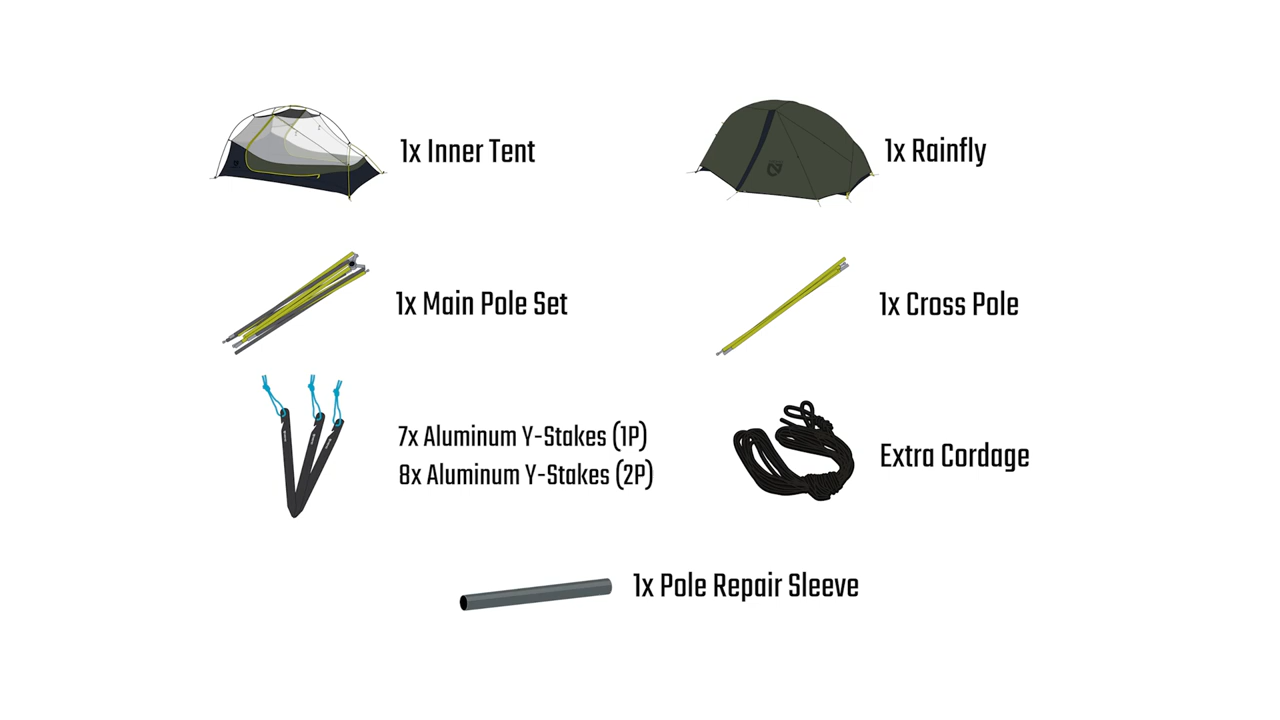 1x Inner Tent
1x Rainfly
1x Main Pole Set
1x Cross Pole
7x Aluminum Y-Stakes (1P)
8x Aluminum Y-Stakes (2P)
Extra Cordage
1x Pole Repair Sleeve